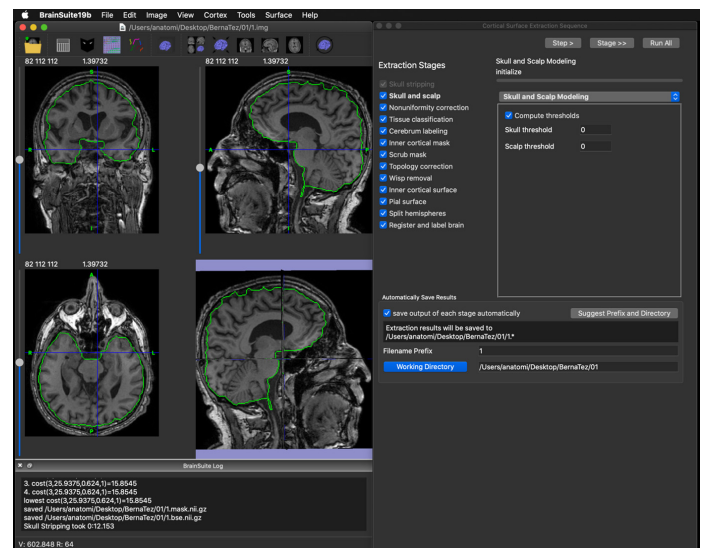 BrainSuite19b File Edit Image View Cortex Tools Surface Help
/Users/anatomi/Desktop/BernaTez/01/1.img
Cortical Surface Extraction Sequence
Step > Stage >> Run All
82 112 112 1.39732
82 112 112 1.39732
S
R L
I
S
A P
I
82 112 112 1.39732
A
R L
P
Extraction Stages
Skull stripping
Skull and scalp
Nonuniformity correction
Tissue classification
Cerebrum labeling
Inner cortical mask
Scrub mask
Topology correction
Wisp removal
Inner cortical surface
Pial surface
Split hemispheres
Register and label brain
Skull and Scalp Modeling
initialize
Skull and Scalp Modeling
Compute thresholds
Skull threshold 0
Scalp threshold 0
Automatically Save Results
save output of each stage automatically Suggest Prefix and Directory
Extraction results will be saved to
/Users/anatomi/Desktop/BernaTez/01/1.*
Filename Prefix 1
Working Directory /Users/anatomi/Desktop/BernaTez/01
BrainSuite Log
3. cost(3,25.9375,0.624,1)=15.8545
4. cost(3,25.9375,0.624,1)=15.8545
lowest cost(3,25.9375,0.624,1)=15.8545
saved /Users/anatomi/Desktop/BernaTez/01/1.mask.nii.gz
saved /Users/anatomi/Desktop/BernaTez/01/1.bse.nii.gz
Skull Stripping took 0:12.153
V: 602.848 R: 64